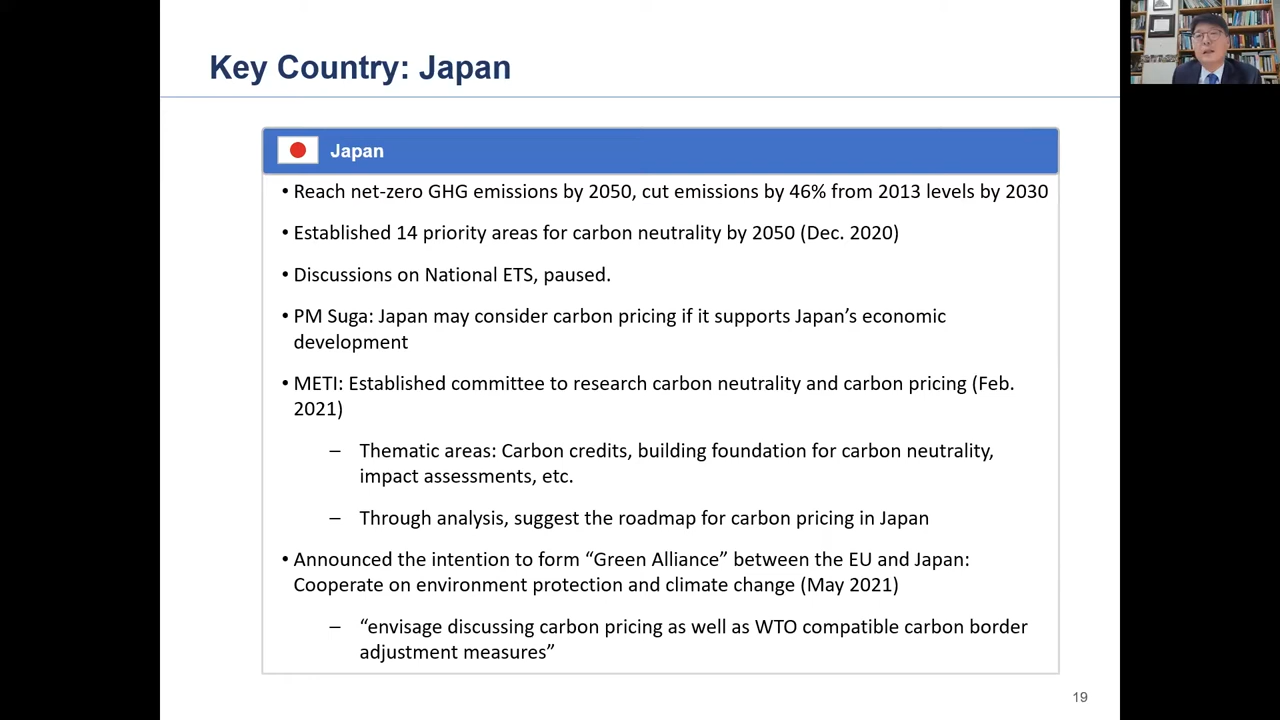 Key Country: Japan
Japan
• Reach net-zero GHG emissions by 2050, cut emissions by 46% from 2013 levels by 2030
• Established 14 priority areas for carbon neutrality by 2050 (Dec. 2020)
• Discussions on National ETS, paused.
• PM Suga: Japan may consider carbon pricing if it supports Japan’s economic
development
• METI: Established committee to research carbon neutrality and carbon pricing (Feb.
2021)
– Thematic areas: Carbon credits, building foundation for carbon neutrality,
impact assessments, etc.
– Through analysis, suggest the roadmap for carbon pricing in Japan
• Announced the intention to form “Green Alliance” between the EU and Japan:
Cooperate on environment protection and climate change (May 2021)
– “envisage discussing carbon pricing as well as WTO compatible carbon border
adjustment measures”
19